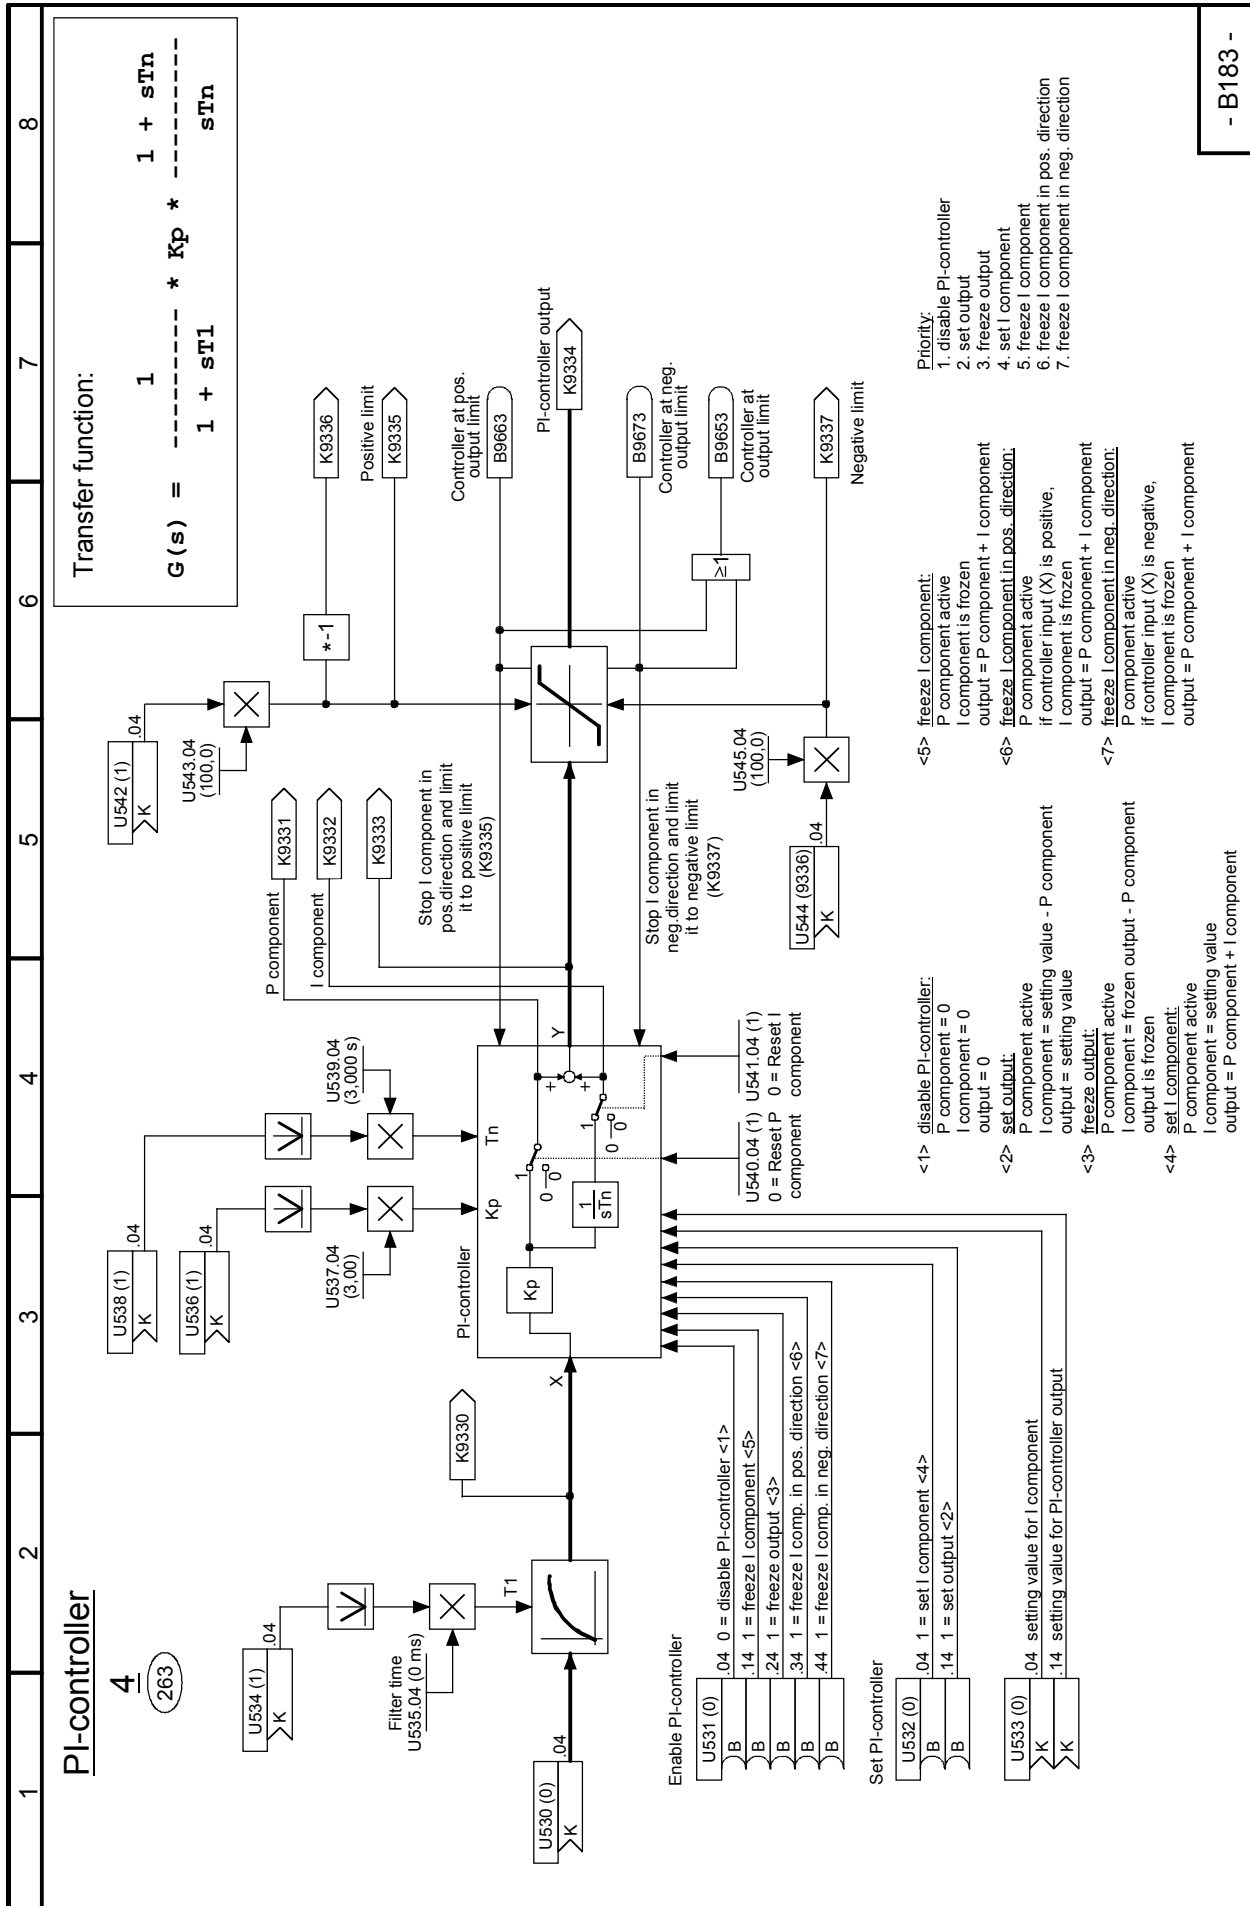 1 2 3 4 5 6 7 8
PI-controller
4
263
Transfer function:
1 1 + sTn
G(s) = -------- * Kp * ----------
1 + sT1 sTn
U534 (1)
K
.04
Filter time
U535.04 (0 ms)
T1
U530 (0)
K
.04
K9330
X
U538 (1)
K
.04
U536 (1)
K
.04
U537.04
(3,00)
U539.04
(3,000 s)
PI-controller
Kp
Tn
Kp
1
sTn
1
0
0
1
0
0
+
+
Y
U540.04 (1)
0 = Reset P
component
U541.04 (1)
0 = Reset I
component
P component
K9331
I component
K9332
K9333
Stop I component in
pos.direction and limit
it to positive limit
(K9335)
Stop I component in
neg.direction and limit
it to negative limit
(K9337)
U542 (1)
K
.04
U543.04
(100,0)
*-1
K9336
Positive limit
K9335
Controller at pos.
output limit
B9663
PI-controller output
K9334
B9673
Controller at neg.
output limit
≥1
B9653
Controller at
output limit
K9337
Negative limit
U545.04
(100,0)
U544 (9336)
K
.04
Enable PI-controller
U531 (0)
B .04 0 = disable PI-controller <1>
B .14 1 = freeze I component <5>
B .24 1 = freeze output <3>
B .34 1 = freeze I comp. in pos. direction <6>
B .44 1 = freeze I comp. in neg. direction <7>
Set PI-controller
U532 (0)
B .04 1 = set I component <4>
B .14 1 = set output <2>
U533 (0)
K .04 setting value for I component
K .14 setting value for PI-controller output
<1> disable PI-controller:
P component = 0
I component = 0
output = 0
<2> set output:
P component active
I component = setting value - P component
output = setting value
<3> freeze output:
P component active
I component = frozen output - P component
output is frozen
<4> set I component:
P component active
I component = setting value
output = P component + I component
<5> freeze I component:
P component active
I component is frozen
output = P component + I component
<6> freeze I component in pos. direction:
P component active
if controller input (X) is positive,
I component is frozen
output = P component + I component
<7> freeze I component in neg. direction:
P component active
if controller input (X) is negative,
I component is frozen
output = P component + I component
Priority:
1. disable PI-controller
2. set output
3. freeze output
4. set I component
5. freeze I component
6. freeze I component in pos. direction
7. freeze I component in neg. direction
- B183 -